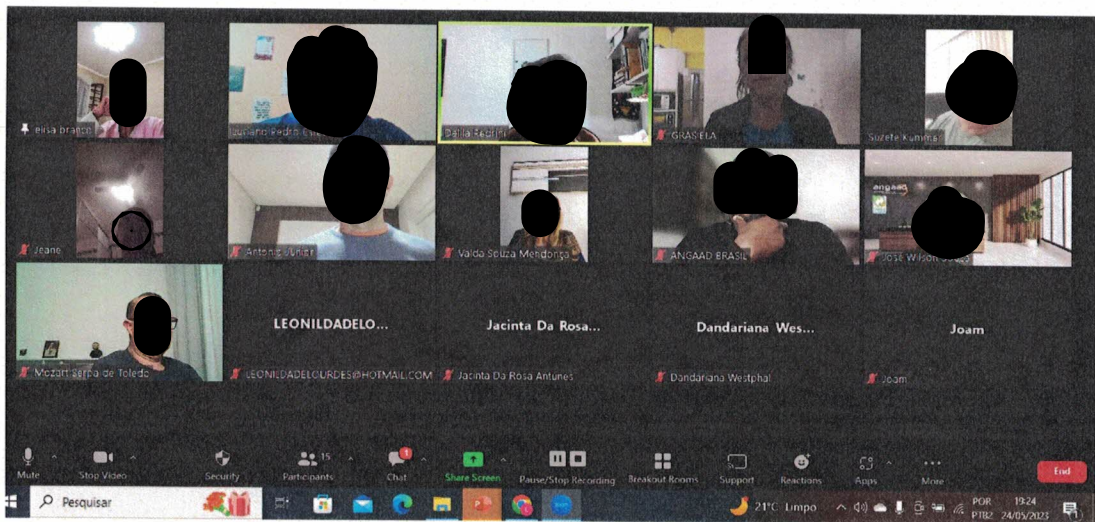 elisa branco
GRASIELA
Suzete Kummer
Jeane
Antonio Junior
Valda Souza Mendonça
ANGAAD BRASIL
angaad
José Wilson
Mozart Serpa de Toledo
LEONILDADELO...
LEONILDADELOURDES@HOTMAIL.COM
Jacinta Da Rosa...
Jacinta Da Rosa Antunes
Dandariana Wes...
Dandariana Westphal
Joam
Joam
Mute
Stop Video
Security
15
Participants
1
Chat
Share Screen
Pause/Stop Recording
Breakout Rooms
Support
Reactions
Apps
More
End
Pesquisar
21°C Limpo
POR
PTB2
19:24
24/05/2023